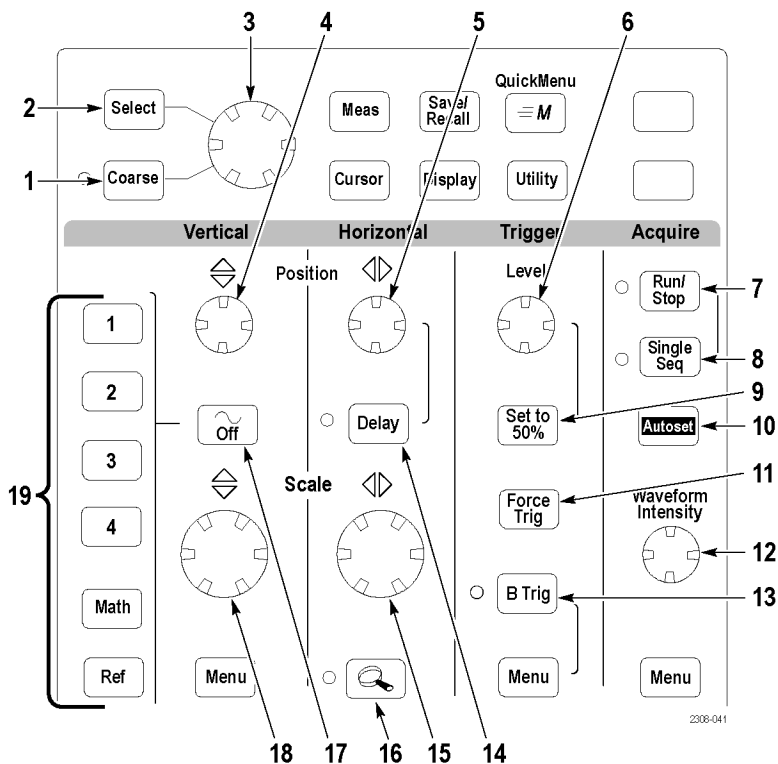 3 4 5 6
QuickMenu
2 Select Meas Save/
Recall M
1 Coarse Cursor Display Utility
Vertical Horizontal Trigger Acquire
Position Level
1 Run/
Stop 7
Single
Seq 8
2 9
Off Delay Set to
50% Autoset 10
3 11
Scale Force
Trig Waveform
Intensity
19
4 12
B Trig 13
Math
Ref Menu Menu Menu
2308-041
18 17 16 15 14